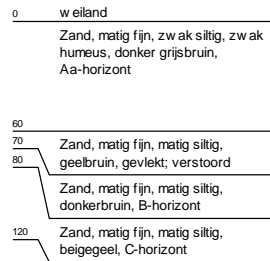 0 weiland
Zand, matig fijn, zwak siltig, zwak
humeus, donker grijsbruin,
Aa-horizont
60
70 Zand, matig fijn, matig siltig,
geelbruin, gevlekt; verstoord
80
Zand, matig fijn, matig siltig,
donkerbruin, B-horizont
120 Zand, matig fijn, matig siltig,
beigegeel, C-horizont